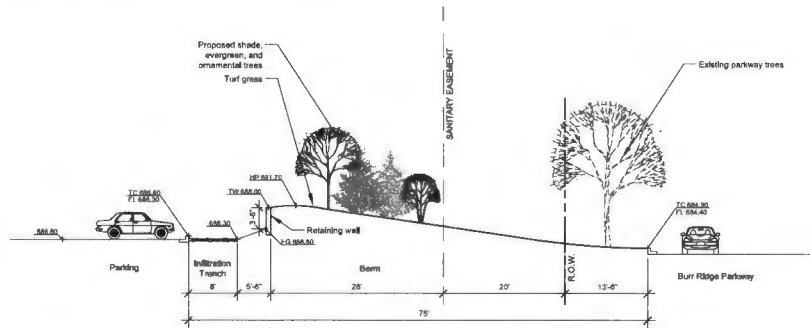 Proposed shade,
evergreen, and
ornamental trees
Turf grass
SANITARY EASEMENT
Existing parkway trees
HP 691.70
TW 688.00
TC 686.80
FL 686.30
686.30
3'-6"
Retaining wall
FG 686.80
686.60
TC 684.90
FL 684.40
Parking
Infiltration
Trench
Berm
R.O.W.
Burr Ridge Parkway
8'
5'-6"
28'
20'
13'-6"
75'